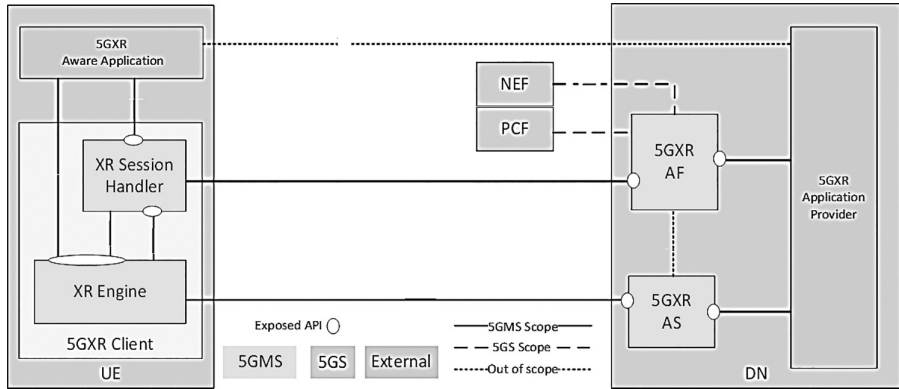 5GXR
Aware Application
XR Session
Handler
XR Engine
5GXR Client
UE
NEF
PCF
5GXR
AF
5GXR
AS
5GXR
Application
Provider
DN
Exposed API
5GMS
5GS
External
5GMS Scope
5GS Scope
Out of scope